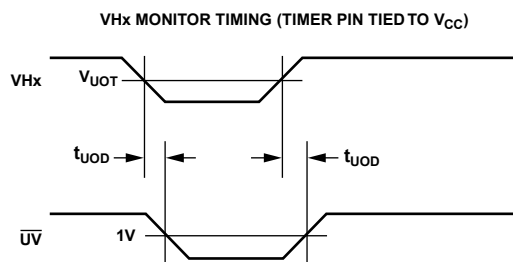 VHx MONITOR TIMING (TIMER PIN TIED TO VCC)
VHx
VUOT
tUOD
tUOD
UV
1V